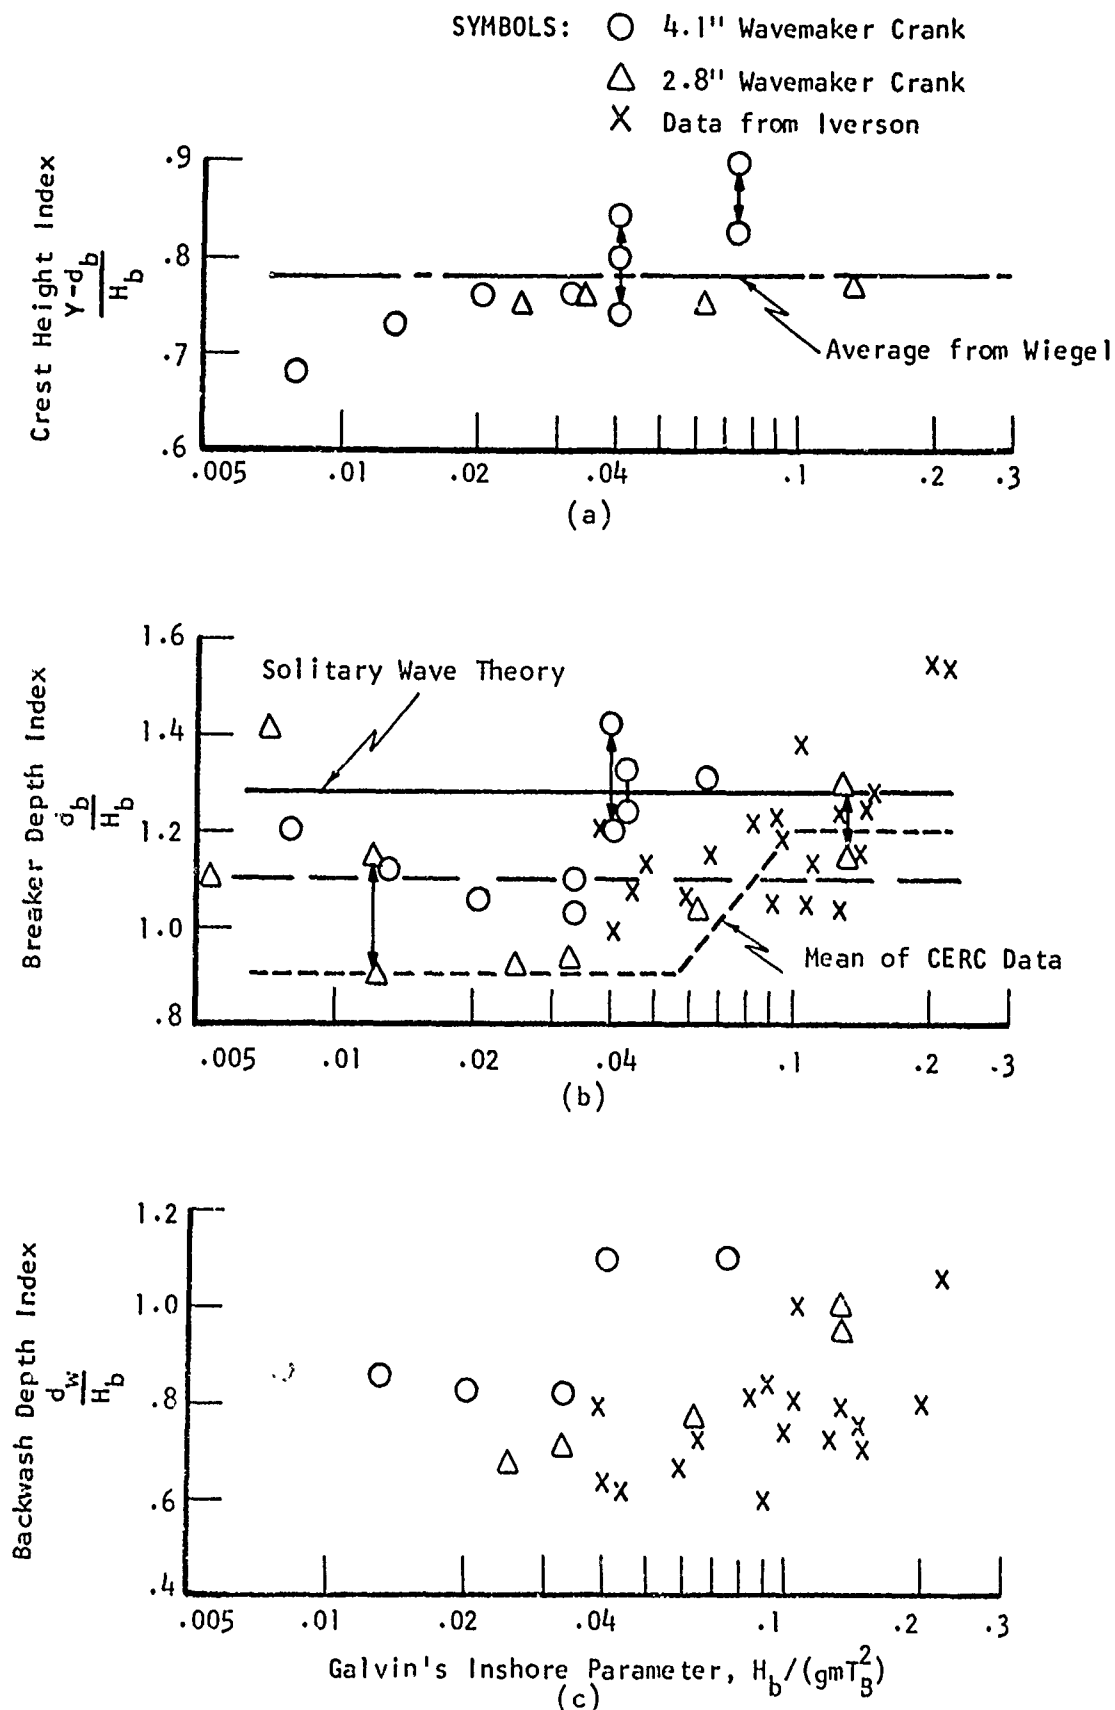 SYMBOLS: O 4.1" Wavemaker Crank
△ 2.8" Wavemaker Crank
X Data from Iverson
Crest Height Index
Y-d_b
H_b
.9
.8
.7
.6
Average from Wiegel
.005 .01 .02 .04 .1 .2 .3
(a)
Breaker Depth Index
d_b
H_b
1.6
1.4
1.2
1.0
.8
Solitary Wave Theory
Mean of CERC Data
.005 .01 .02 .04 .1 .2 .3
(b)
Backwash Depth Index
d_w
H_b
1.2
1.0
.8
.6
.4
.005 .01 .02 .04 .1 .2 .3
Galvin's Inshore Parameter, H_b/(gmT_B^2)
(c)